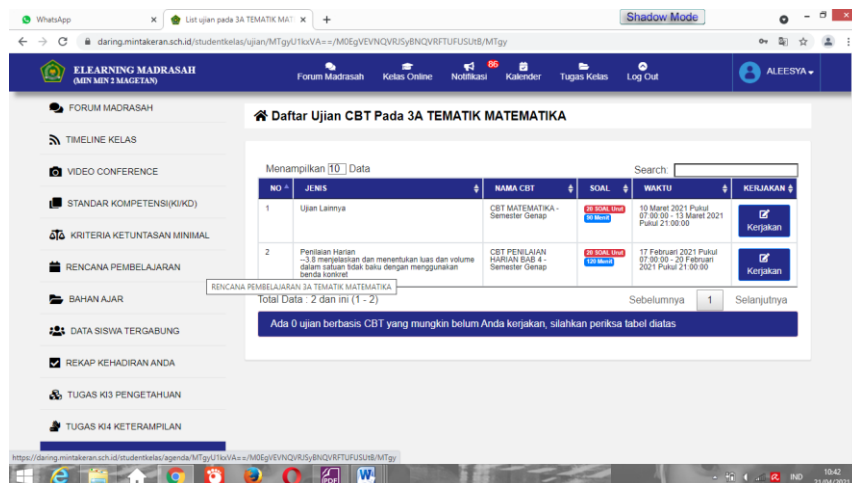 WhatsApp
List ujian pada 3A TEMATIK MAT
Shadow Mode
daring.mintakeran.sch.id/studentkelas/ujian/MTgyU1kxVA==/M0EgVEVNQVRJSyBNQVRFTUFUSUtB/MTgy
ELEARNING MADRASAH
(MIN MIN 2 MAGETAN)
Forum Madrasah
Kelas Online
Notifikasi
86
Kalender
Tugas Kelas
Log Out
ALEESYA
FORUM MADRASAH
TIMELINE KELAS
VIDEO CONFERENCE
STANDAR KOMPETENSI(KI/KD)
KRITERIA KETUNTASAN MINIMAL
RENCANA PEMBELAJARAN
BAHAN AJAR
DATA SISWA TERGABUNG
REKAP KEHADIRAN ANDA
TUGAS KI3 PENGETAHUAN
TUGAS KI4 KETERAMPILAN
Daftar Ujian CBT Pada 3A TEMATIK MATEMATIKA
Menampilkan 10 Data
Search:
NO JENIS NAMA CBT SOAL WAKTU KERJAKAN
1
Ujian Lainnya
CBT MATEMATIKA -
Semester Genap
20 SOAL Urut
90 Menit
10 Maret 2021 Pukul
07:00:00 - 13 Maret 2021
Pukul 21:00:00
Kerjakan
2
Penilaian Harian
--3.8 menjelaskan dan menentukan luas dan volume
dalam satuan tidak baku dengan menggunakan
benda konkret
CBT PENILAIAN
HARIAN BAB 4 -
Semester Genap
20 SOAL Urut
120 Menit
17 Februari 2021 Pukul
07:00:00 - 20 Februari
2021 Pukul 21:00:00
Kerjakan
RENCANA PEMBELAJARAN 3A TEMATIK MATEMATIKA
Total Data : 2 dan ini (1 - 2)
Sebelumnya 1 Selanjutnya
Ada 0 ujian berbasis CBT yang mungkin belum Anda kerjakan, silahkan periksa tabel diatas
https://daring.mintakeran.sch.id/studentkelas/agenda/MTgyU1kxVA==/M0EgVEVNQVRJSyBNQVRFTUFUSUtB/MTgy
IND
10:42
21/04/2021